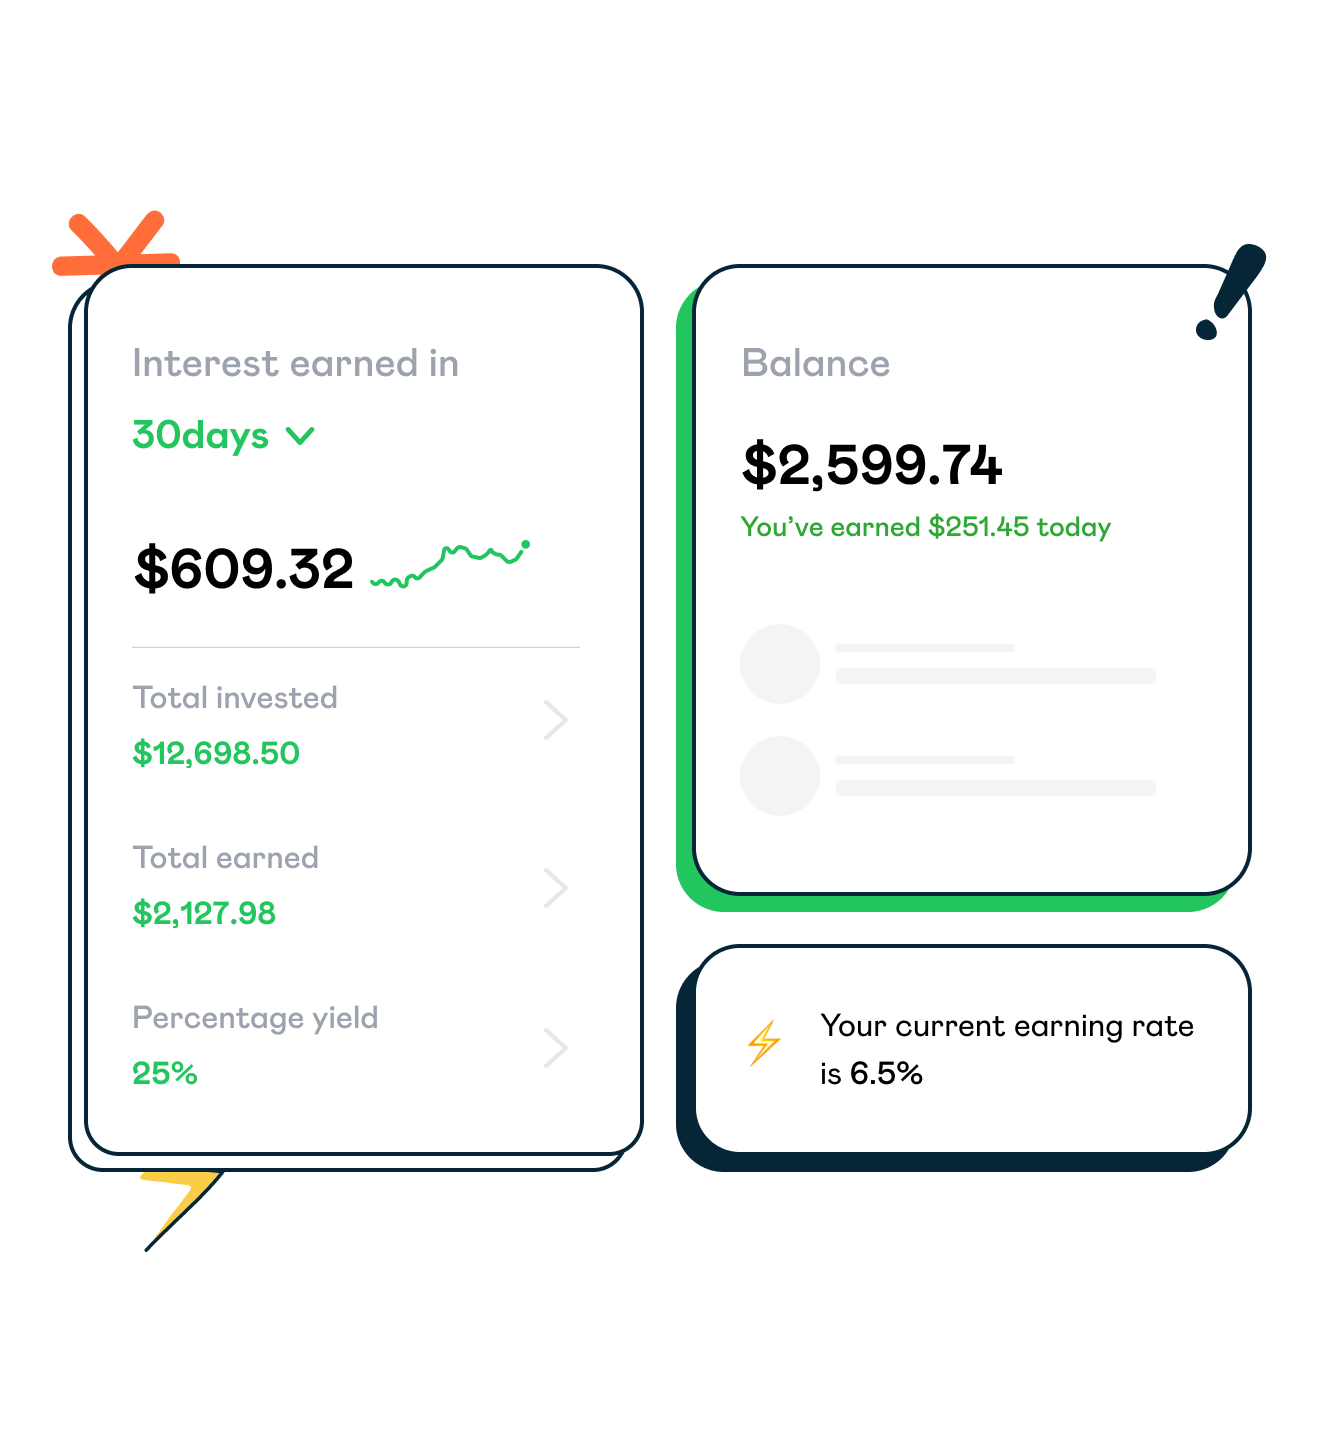 Interest earned in
30days
$609.32
Total invested
$12,698.50
Total earned
$2,127.98
Percentage yield
25%
Balance
$2,599.74
You’ve earned $251.45 today
Your current earning rate
is 6.5%